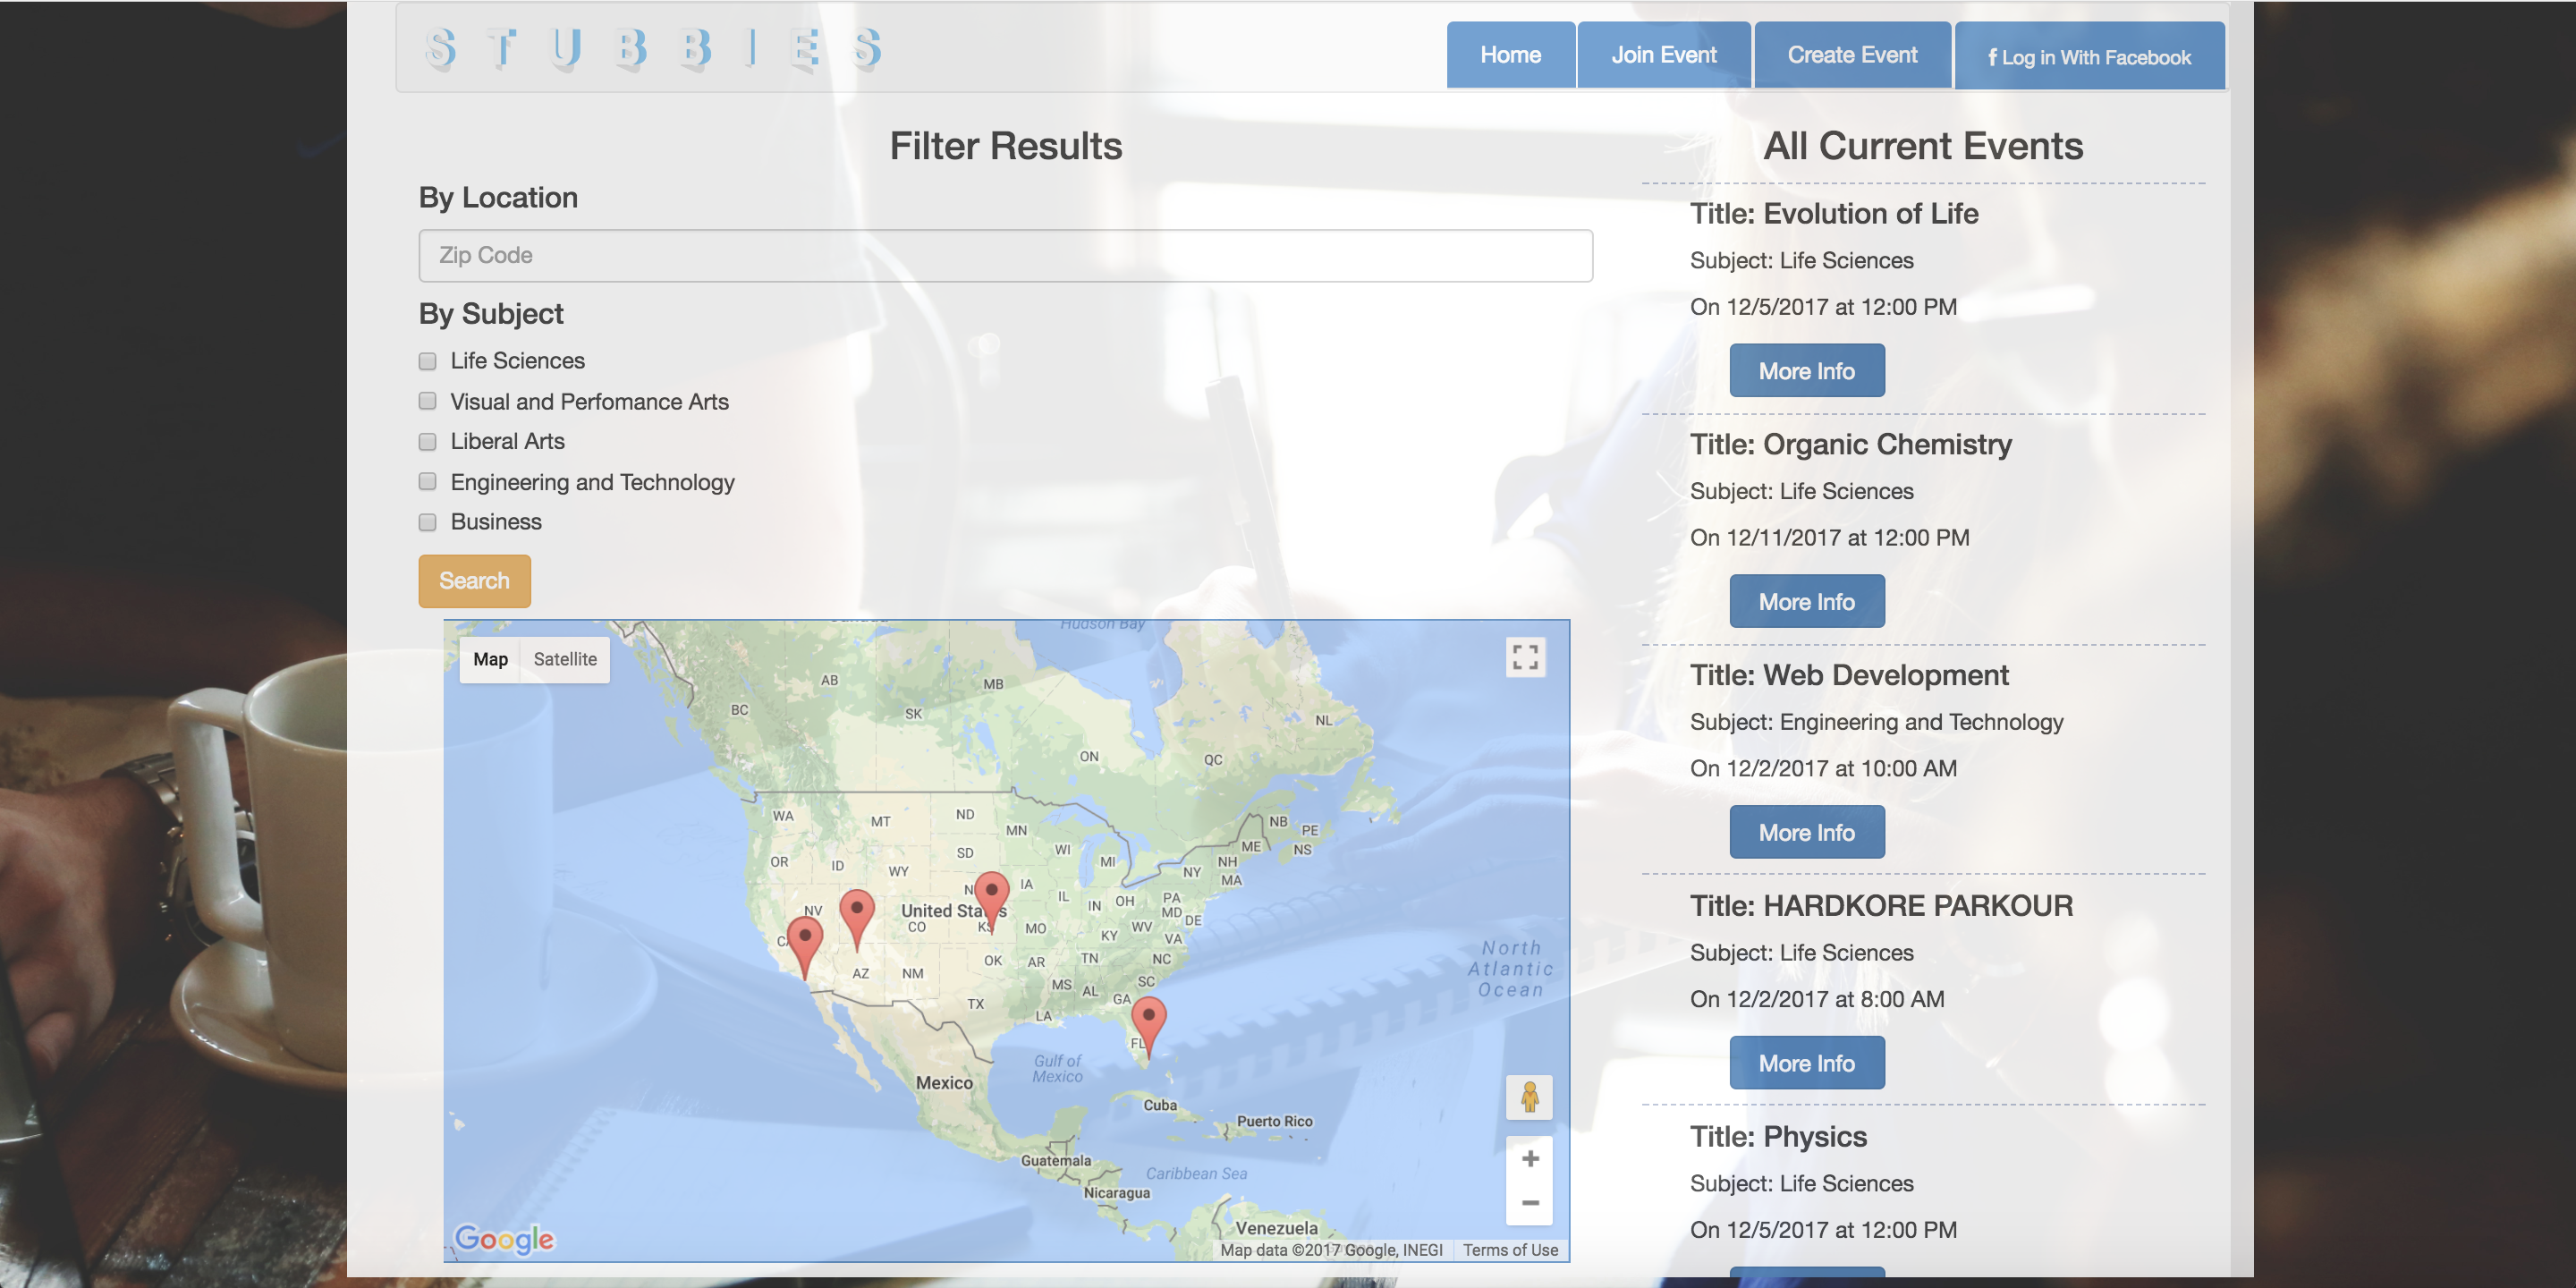 STUBBIES
Home
Join Event
Create Event
f Log in With Facebook
Filter Results
By Location
Zip Code
By Subject
Life Sciences
Visual and Perfomance Arts
Liberal Arts
Engineering and Technology
Business
Search
Map
Satellite
Hudson Bay
AB
MB
BC
SK
NL
ON
QC
WA
MT
ND
MN
NB
PE
OR
ID
SD
WI
MI
ME
NS
WY
NH
NY
MA
IA
IL
IN
OH
PA
MD
DE
NV
United States
CO
KS
MO
KY
WV
VA
AZ
NM
OK
AR
TN
NC
MS
AL
GA
SC
TX
LA
FL
North
Atlantic
Ocean
Gulf of
Mexico
Mexico
Cuba
Puerto Rico
Guatemala
Caribbean Sea
Nicaragua
Venezuela
Google
Map data ©2017 Google, INEGI
Terms of Use
All Current Events
Title: Evolution of Life
Subject: Life Sciences
On 12/5/2017 at 12:00 PM
More Info
Title: Organic Chemistry
Subject: Life Sciences
On 12/11/2017 at 12:00 PM
More Info
Title: Web Development
Subject: Engineering and Technology
On 12/2/2017 at 10:00 AM
More Info
Title: HARDKORE PARKOUR
Subject: Life Sciences
On 12/2/2017 at 8:00 AM
More Info
Title: Physics
Subject: Life Sciences
On 12/5/2017 at 12:00 PM